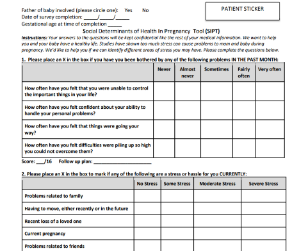 Father of baby involved (please circle one): Yes No
PATIENT STICKER
Date of survey completion: ____/____/____
Gestational age at time of completion ____
Social Determinants of Health In Pregnancy Tool (SIPT)
Instructions: Your answers to the questions will be kept confidential like the rest of your medical information. We want to help
you and your baby have a healthy life. Studies have shown too much stress can cause problems to mom and baby during
pregnancy. We'd like to help you if we can identify different areas of stress you may have. Please complete the questions below.
1. Please place an X in the box if you have you been bothered by any of the following problems IN THE PAST MONTH:
Never Almost never Sometimes Fairly often Very often
How often have you felt that you were unable to control
the important things in your life?
How often have you felt confident about your ability to
handle your personal problems?
How often have you felt that things were going your
way?
How often have you felt difficulties were piling up so high
you could not overcome them?
Score: ___/16 Follow up plan: ____
2. Please place an X in the box to mark if any of the following are a stress or hassle for you CURRENTLY:
No Stress Some Stress Moderate Stress Severe Stress
Problems related to family
Having to move, either recently or in the future
Recent loss of a loved one
Current pregnancy
Problems related to friends